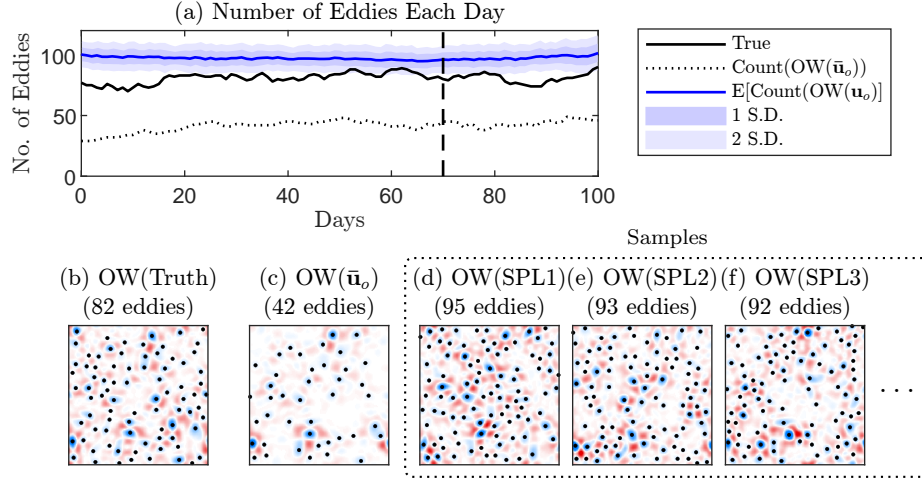 (a) Number of Eddies Each Day
No. of Eddies
100
50
0
0 20 40 60 80 100
Days
True
Count(OW(ū_o))
E[Count(OW(u_o)]
1 S.D.
2 S.D.
Samples
(b) OW(Truth) (c) OW(ū_o) (d) OW(SPL1) (e) OW(SPL2) (f) OW(SPL3)
(82 eddies) (42 eddies) (95 eddies) (93 eddies) (92 eddies)
...